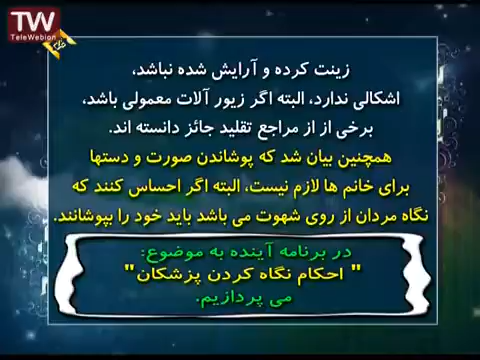 TW
TeleWebion
زینت کرده و آرایش شده نباشد،
اشکالی ندارد، البته اگر زیور آلات معمولی باشد،
برخی از از مراجع تقلید جائز دانسته اند.
همچنین بیان شد که پوشاندن صورت و دستها
برای خانم ها لازم نیست، البته اگر احساس کنند که
نگاه مردان از روی شهوت می باشد باید خود را بپوشانند.
در برنامه آینده به موضوع:
" احکام نگاه کردن پزشکان"
می پردازیم.